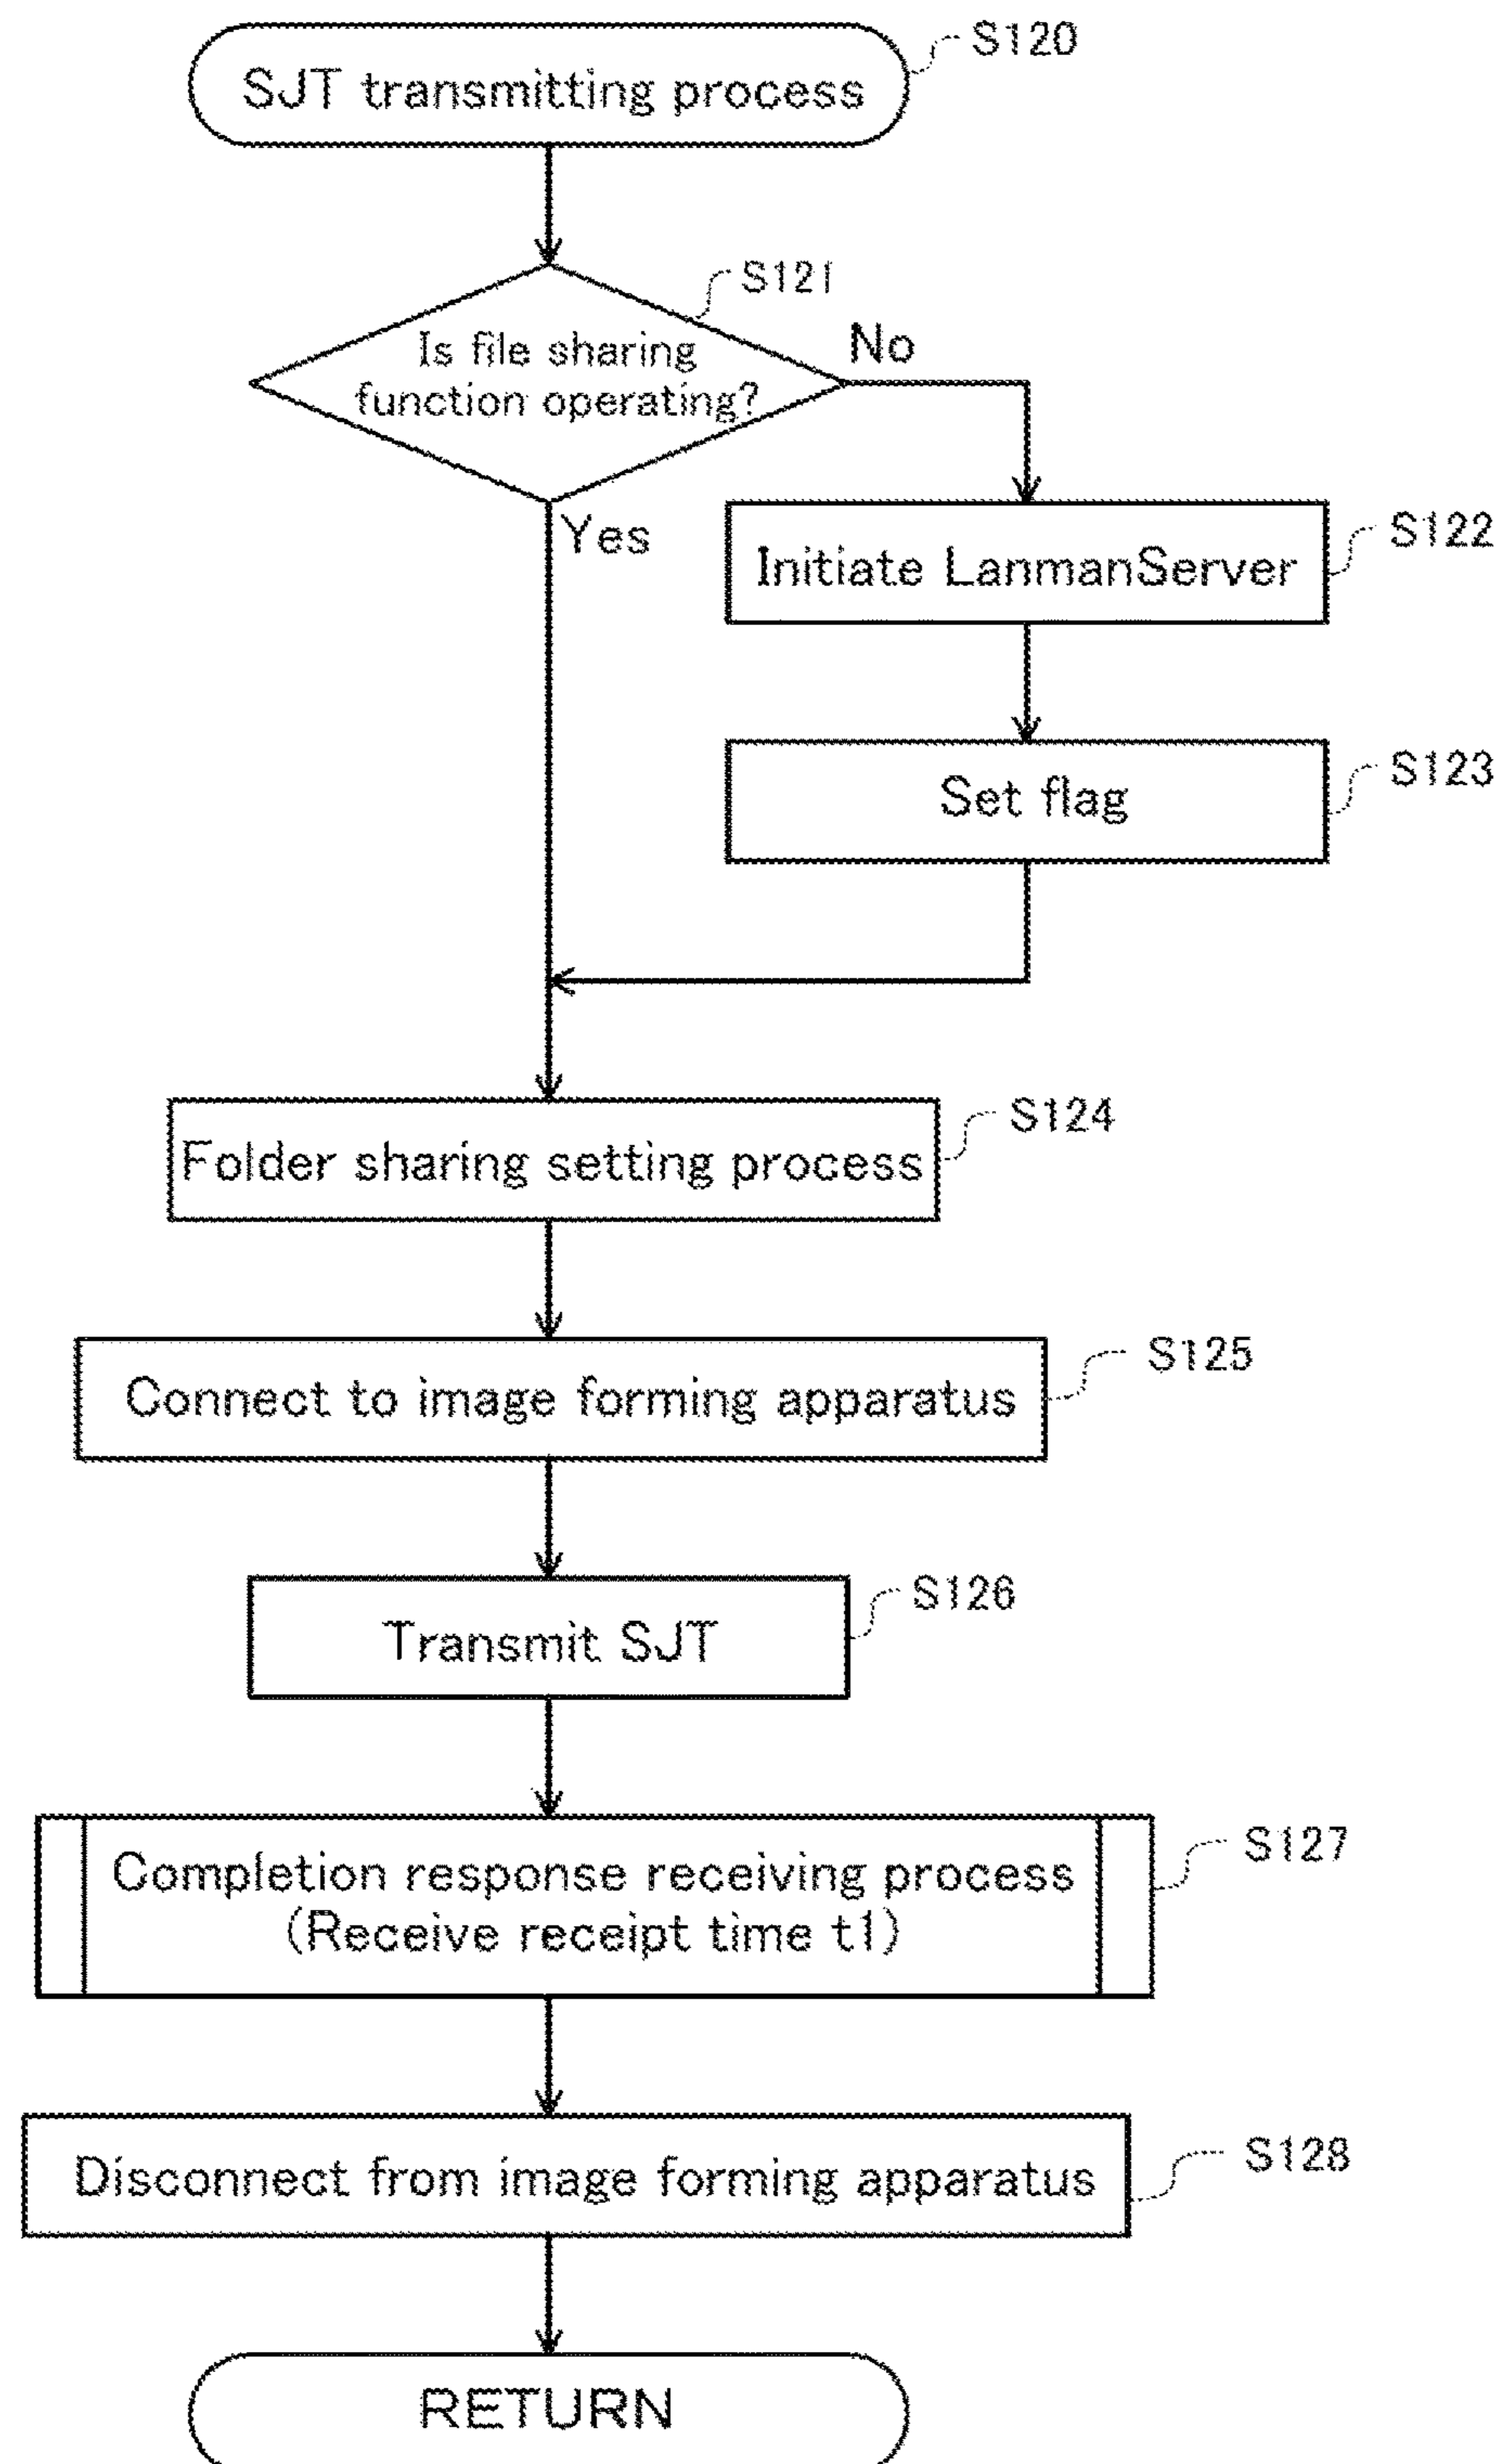 SJT transmitting process
S120
S121
Is file sharing
function operating?
No
Yes
Initiate LanmanServer
S122
Set flag
S123
Folder sharing setting process
S124
Connect to image forming apparatus
S125
Transmit SJT
S126
Completion response receiving process
(Receive receipt time t1)
S127
Disconnect from image forming apparatus
S128
RETURN